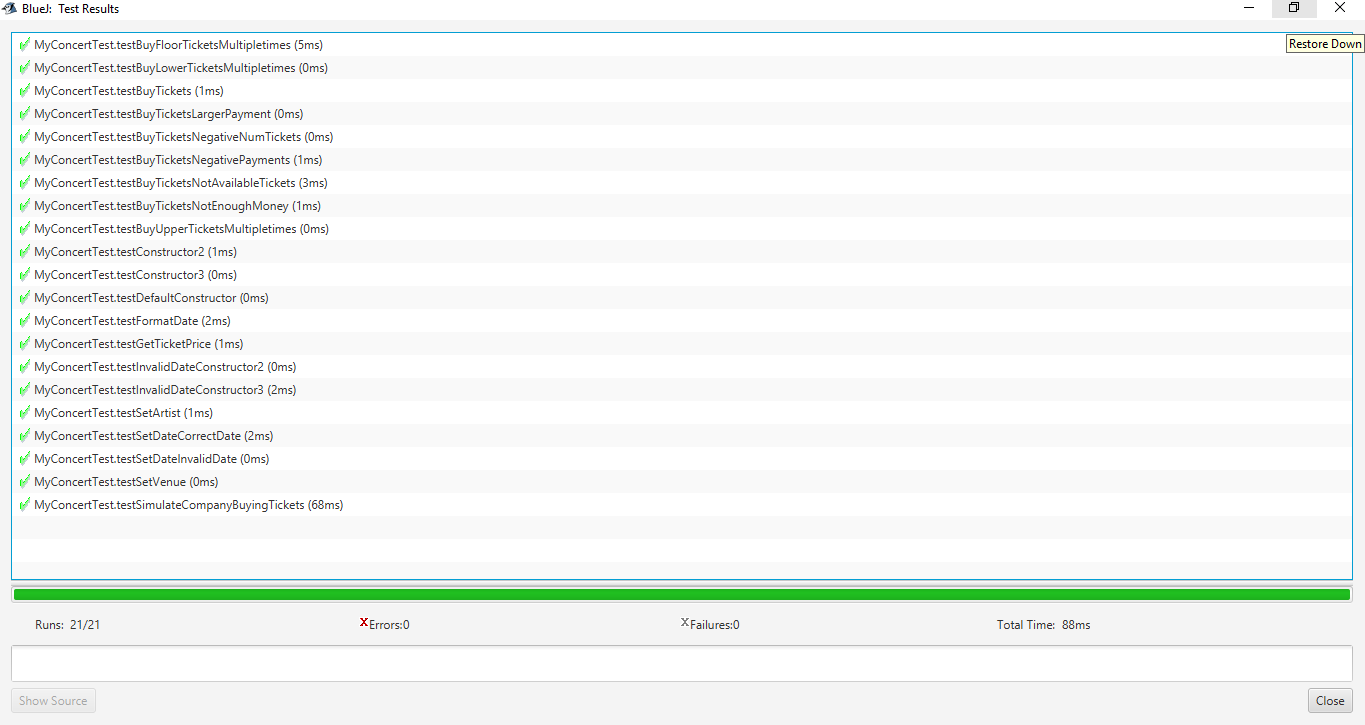 BlueJ: Test Results
Restore Down
MyConcertTest.testBuyFloorTicketsMultipletimes (5ms)
MyConcertTest.testBuyLowerTicketsMultipletimes (0ms)
MyConcertTest.testBuyTickets (1ms)
MyConcertTest.testBuyTicketsLargerPayment (0ms)
MyConcertTest.testBuyTicketsNegativeNumTickets (0ms)
MyConcertTest.testBuyTicketsNegativePayments (1ms)
MyConcertTest.testBuyTicketsNotAvailableTickets (3ms)
MyConcertTest.testBuyTicketsNotEnoughMoney (1ms)
MyConcertTest.testBuyUpperTicketsMultipletimes (0ms)
MyConcertTest.testConstructor2 (1ms)
MyConcertTest.testConstructor3 (0ms)
MyConcertTest.testDefaultConstructor (0ms)
MyConcertTest.testFormatDate (2ms)
MyConcertTest.testGetTicketPrice (1ms)
MyConcertTest.testInvalidDateConstructor2 (0ms)
MyConcertTest.testInvalidDateConstructor3 (2ms)
MyConcertTest.testSetArtist (1ms)
MyConcertTest.testSetDateCorrectDate (2ms)
MyConcertTest.testSetDateInvalidDate (0ms)
MyConcertTest.testSetVenue (0ms)
MyConcertTest.testSimulateCompanyBuyingTickets (68ms)
Runs: 21/21 XErrors:0 XFailures:0 Total Time: 88ms
Show Source Close